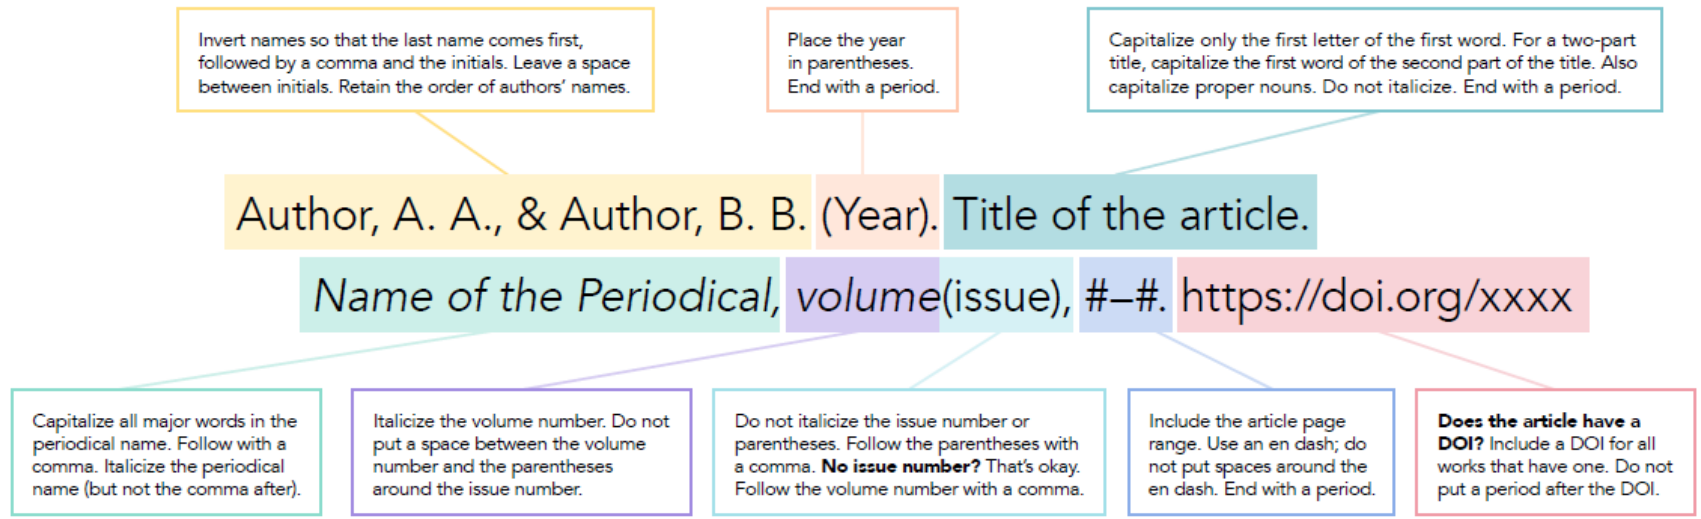 Invert names so that the last name comes first,
followed by a comma and the initials. Leave a space
between initials. Retain the order of authors’ names.
Place the year
in parentheses.
End with a period.
Capitalize only the first letter of the first word. For a two-part
title, capitalize the first word of the second part of the title. Also
capitalize proper nouns. Do not italicize. End with a period.
Author, A. A., & Author, B. B. (Year). Title of the article.
Name of the Periodical, volume(issue), #–#. https://doi.org/xxxx
Capitalize all major words in the
periodical name. Follow with a
comma. Italicize the periodical
name (but not the comma after).
Italicize the volume number. Do not
put a space between the volume
number and the parentheses
around the issue number.
Do not italicize the issue number or
parentheses. Follow the parentheses with
a comma. No issue number? That’s okay.
Follow the volume number with a comma.
Include the article page
range. Use an en dash; do
not put spaces around the
en dash. End with a period.
Does the article have a
DOI? Include a DOI for all
works that have one. Do not
put a period after the DOI.